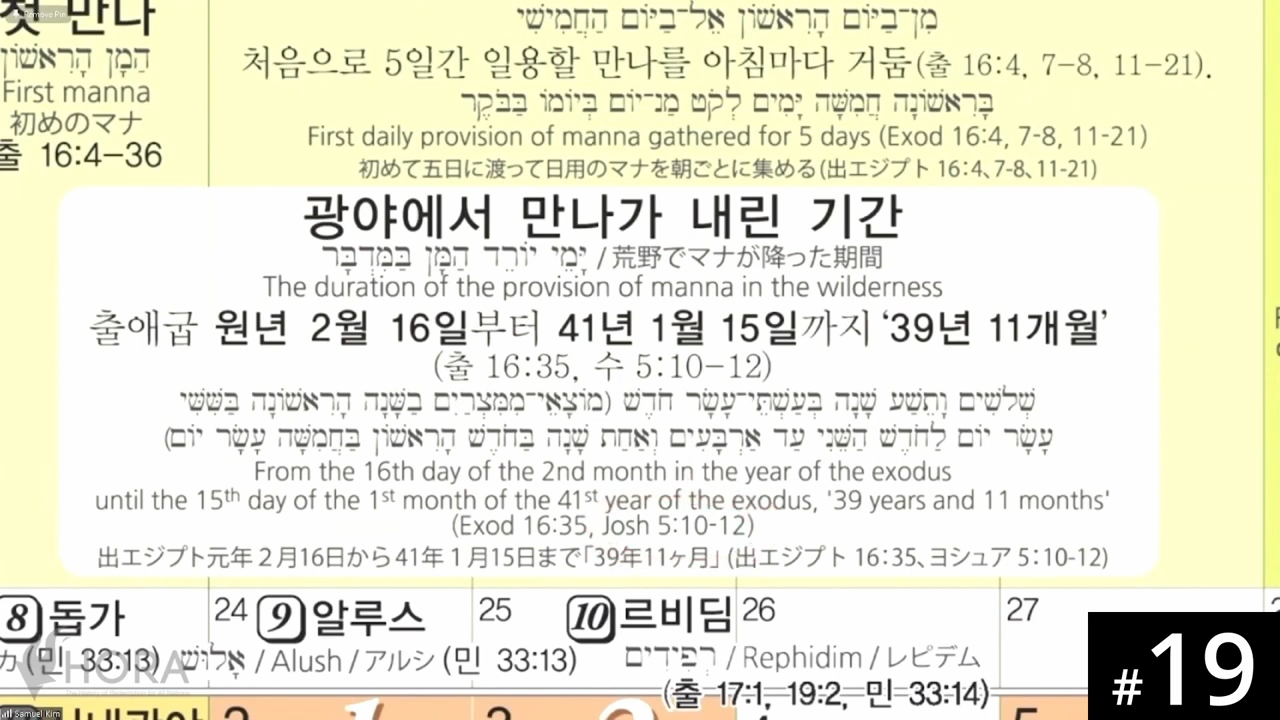 Remove Pin
첫 만나
הַמָּן הָרִאשׁוֹן
First manna
初めのマナ
출 16:4–36
מִן־בַּיּוֹם הָרִאשׁוֹן אֶל־בַּיּוֹם הַחֲמִישִׁי
처음으로 5일간 일용할 만나를 아침마다 거둠(출 16:4, 7–8, 11–21).
בָּרִאשׁוֹנָה חֲמִשָּׁה יָמִים לִקֹּט מַן־יוֹם בְּיוֹמוֹ בַּבֹּקֶר
First daily provision of manna gathered for 5 days (Exod 16:4, 7-8, 11-21)
初めて五日に渡って日用のマナを朝ごとに集める(出エジプト 16:4、7-8、11-21)
광야에서 만나가 내린 기간
יְמֵי יוֹרֵד הַמָּן בַּמִּדְבָּר / 荒野でマナが降った期間
The duration of the provision of manna in the wilderness
출애굽 원년 2월 16일부터 41년 1월 15일까지 ‘39년 11개월’
(출 16:35, 수 5:10–12)
שְׁלֹשִׁים וָתֵשַׁע שָׁנָה בְּעַשְׁתֵּי־עָשָׂר חֹדֶשׁ (מוֹצָאֵי־מִמִּצְרַיִם בַּשָּׁנָה הָרִאשׁוֹנָה בַּשִּׁשִּׁי
עָשָׂר יוֹם לַחֹדֶשׁ הַשֵּׁנִי עַד אַרְבָּעִים וְאַחַת שָׁנָה בַּחֹדֶשׁ הָרִאשׁוֹן בַּחֲמִשָּׁה עָשָׂר יוֹם)
From the 16th day of the 2nd month in the year of the exodus
until the 15th day of the 1st month of the 41st year of the exodus, '39 years and 11 months'
(Exod 16:35, Josh 5:10-12)
出エジプト元年２月16日から41年１月15日まで「39年11ヶ月」(出エジプト 16:35、ヨシュア 5:10-12)
8 돕가
カ (민 33:13)
24 9 알루스
אָלוּשׁ / Alush / アルシ (민 33:13)
25 10 르비딤
רְפִידִים / Rephidim / レピデム
(출 17:1, 19:2, 민 33:14)
26
27
HORA
Samuel Kim
#19